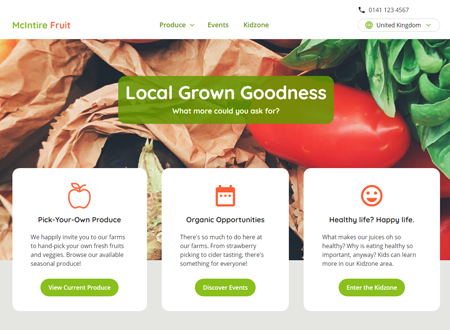 0141 123 4567
McIntire Fruit
Produce Events Kidzone
United Kingdom
Local Grown Goodness
What more could you ask for?
Pick-Your-Own Produce
We happily invite you to our farms
to hand-pick your own fresh fruits
and veggies. Browse our available
seasonal produce!
View Current Produce
Organic Opportunities
There's so much to do here at
our farms. From strawberry
picking to cider tasting, there's
something for everyone!
Discover Events
Healthy life? Happy life.
What makes our juices oh so
healthy? Why is eating healthy so
important, anyway? Kids can learn
more in our Kidzone area.
Enter the Kidzone